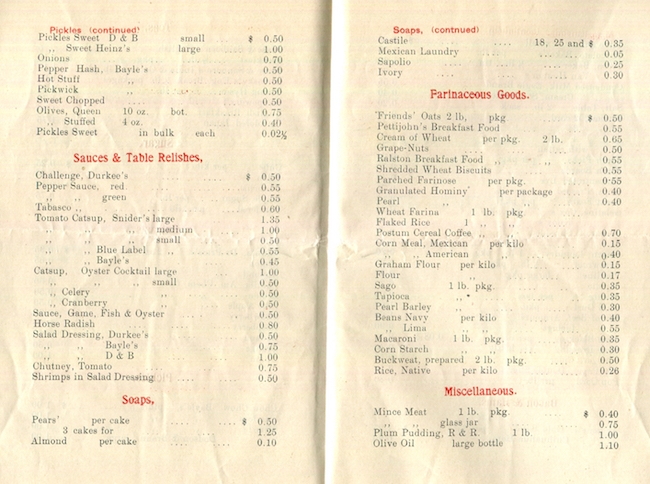 Pickles (continued)
Pickles Sweet D & B small $ 0.50
,, Sweet Heinz's large 1.00
Onions 0.70
Pepper Hash, Bayle's 0.50
Hot Stuff ,, 0.50
Pickwick ,, 0.50
Sweet Chopped 0.50
Olives, Queen 10 oz. bot. 0.75
,, Stuffed 4 oz. 0.40
Pickles Sweet in bulk each 0.02½
Sauces & Table Relishes,
Challenge, Durkee's $ 0.50
Pepper Sauce, red 0.55
,, ,, green 0.55
Tabasco ,, 0.60
Tomato Catsup, Snider's large 1.35
,, ,, ,, medium 1.00
,, ,, ,, small 0.50
,, ,, Blue Label ,, 0.55
,, ,, Bayle's 0.45
Catsup, Oyster Cocktail large 1.00
,, ,, ,, small 0.50
,, Celery 0.50
,, Cranberry 0.50
Sauce, Game, Fish & Oyster 0.50
Horse Radish 0.80
Salad Dressing, Durkee's 0.50
,, ,, Bayle's 0.75
,, ,, D & B 1.00
Chutney, Tomato 0.75
Shrimps in Salad Dressing 0.50
Soaps,
Pears' per cake $ 0.50
3 cakes for 1.25
Almond per cake 0.10
Soaps, (contnued)
Castile 18, 25 and $ 0.35
Mexican Laundry 0.05
Sapolio 0.25
Ivory 0.30
Farinaceous Goods.
'Friends' Oats 2 lb, pkg $ 0.50
Pettijohn's Breakfast Food 0.55
Cream of Wheat per pkg. 2 lb. 0.65
Grape-Nuts 0.50
Ralston Breakfast Food ,, 0.55
Shredded Wheat Biscuits 0.55
Parched Farinose per pkg. 0.55
Granulated Hominy per package 0.40
Pearl ,, ,, 0.40
Wheat Farina 1 lb. pkg.
Flaked Rice 1 ,, ,,
Postum Cereal Coffee ,, 0.70
Corn Meal, Mexican per kilo 0.15
,, ,, American ,, 0.40
Graham Flour per kilo 0.15
Flour ,, 0.17
Sago 1 lb. pkg. 0.35
Tapioca ,, 0.35
Pearl Barley ,, 0.30
Beans Navy per kilo 0.40
,, Lima ,, ,, 0.55
Macaroni 1 lb. pkg. 0.35
Corn Starch ,, ,, 0.35
Buckweat, prepared 2 lb. pkg. 0.50
Rice, Native per kilo 0.26
Miscellaneous.
Mince Meat 1 lb. pkg. $ 0.40
,, ,, glass jar 0.75
Plum Pudding, R & R. 1 lb. 1.00
Olive Oil large bottle 1.10